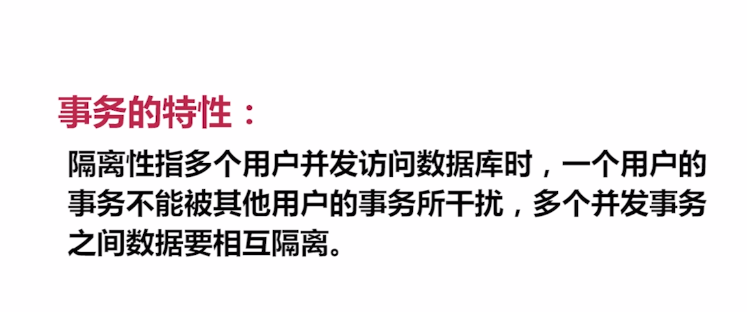 事务的特性：
隔离性指多个用户并发访问数据库时，一个用户的
事务不能被其他用户的事务所干扰，多个并发事务
之间数据要相互隔离。